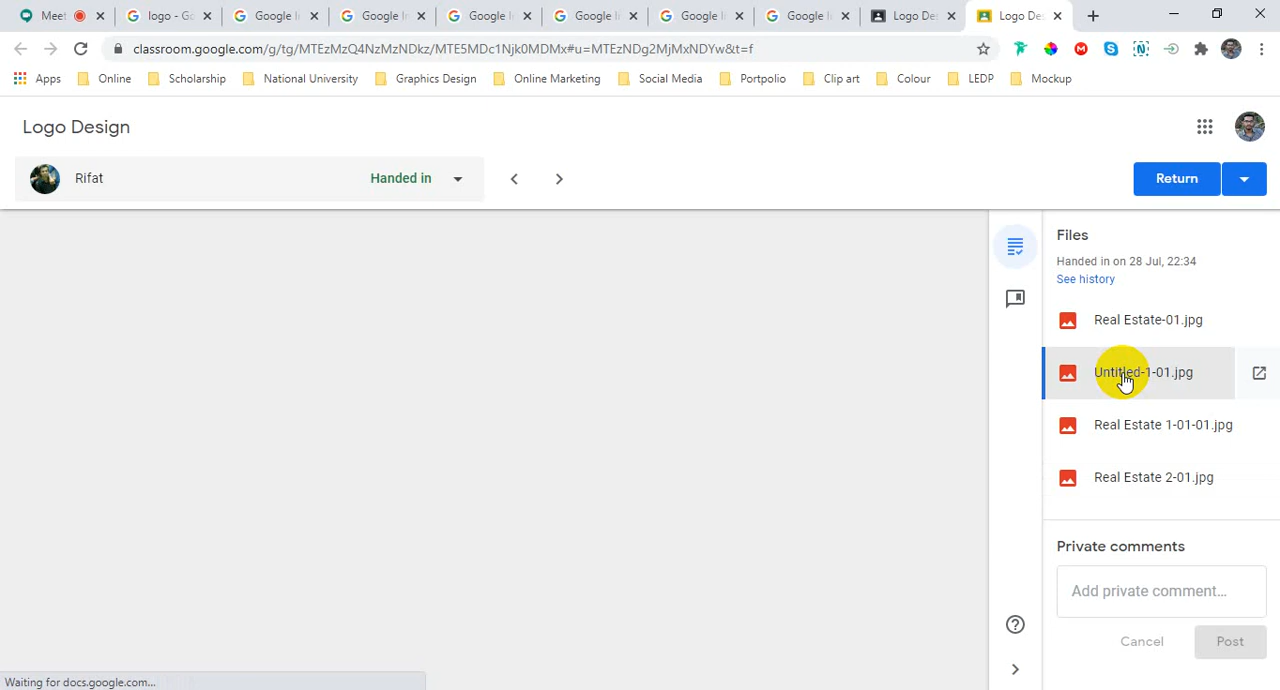 Meet
logo - Go
Google I
Google I
Google I
Google I
Google I
Google I
Logo De
Logo De
classroom.google.com/g/tg/MTEzMzQ4NzMzNDkz/MTE5MDc1Njk0MDMx#u=MTEzNDg2MjMxNDYw&t=f
Apps Online Scholarship National University Graphics Design Online Marketing Social Media Portpolio Clip art Colour LEDP Mockup
Logo Design
Rifat Handed in Return
Files
Handed in on 28 Jul, 22:34
See history
Real Estate-01.jpg
Untitled-1-01.jpg
Real Estate 1-01-01.jpg
Real Estate 2-01.jpg
Private comments
Add private comment...
Cancel Post
Waiting for docs.google.com...